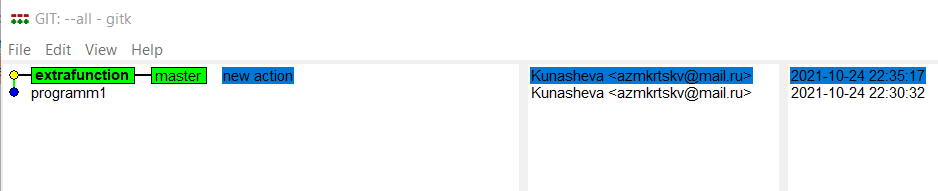 GIT: --all - gitk
File Edit View Help
extrafunction master new action Kunasheva <azmkrtskv@mail.ru> 2021-10-24 22:35:17
programm1 Kunasheva <azmkrtskv@mail.ru> 2021-10-24 22:30:32